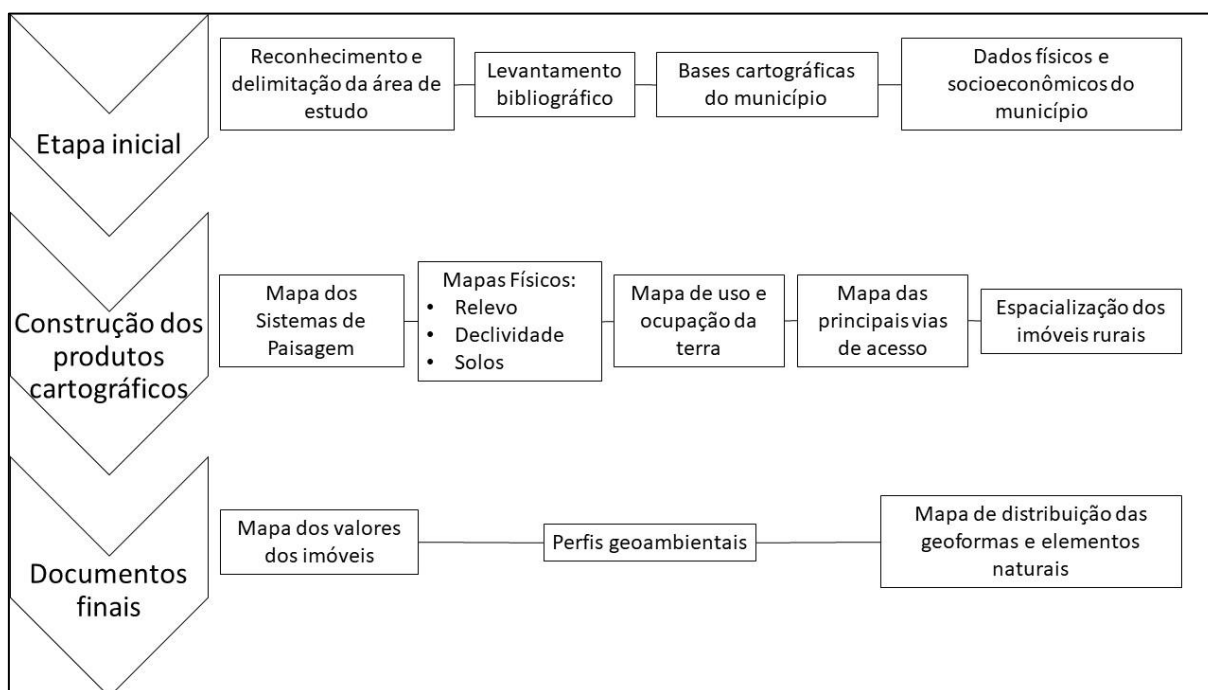 Etapa inicial
Reconhecimento e
delimitação da área de
estudo
Levantamento
bibliográfico
Bases cartográficas
do município
Dados físicos e
socioeconômicos do
município
Construção dos
produtos
cartográficos
Mapa dos
Sistemas de
Paisagem
Mapas Físicos:
• Relevo
• Declividade
• Solos
Mapa de uso e
ocupação da
terra
Mapa das
principais vias
de acesso
Espacialização dos
imóveis rurais
Documentos
finais
Mapa dos valores
dos imóveis
Perfis geoambientais
Mapa de distribuição das
geoformas e elementos
naturais